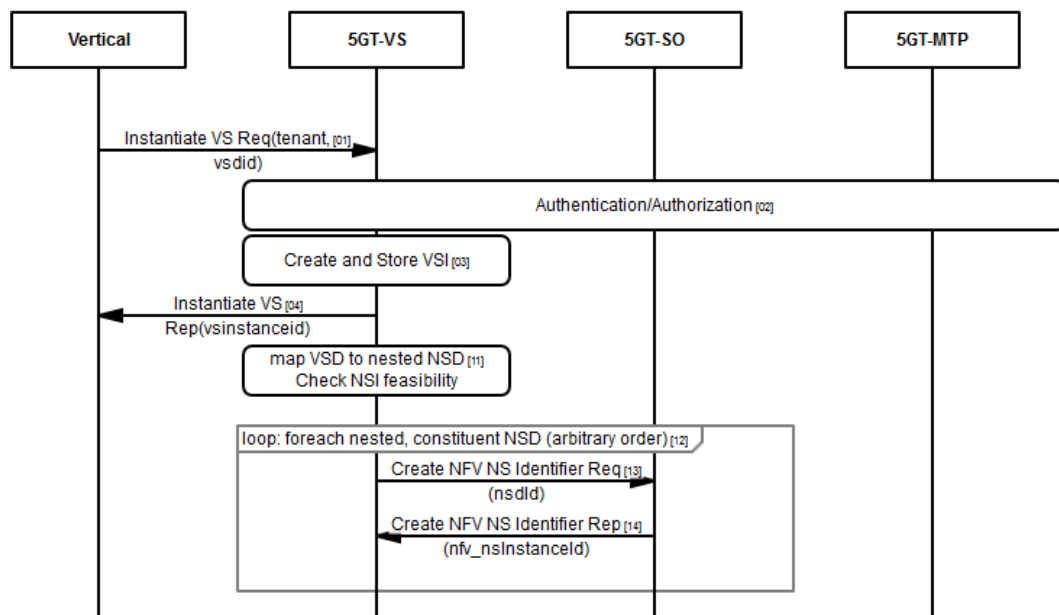 Vertical
5GT-VS
5GT-SO
5GT-MTP
Instantiate VS Req(tenant, [01]
vsdid)
Authentication/Authorization [02]
Create and Store VSI [03]
Instantiate VS [04]
Rep(vsinstanceid)
map VSD to nested NSD [11]
Check NSI feasibility
loop: foreach nested, constituent NSD (arbitrary order) [12]
Create NFV NS Identifier Req [13]
(nsdId)
Create NFV NS Identifier Rep [14]
(nfv_nsInstanceId)